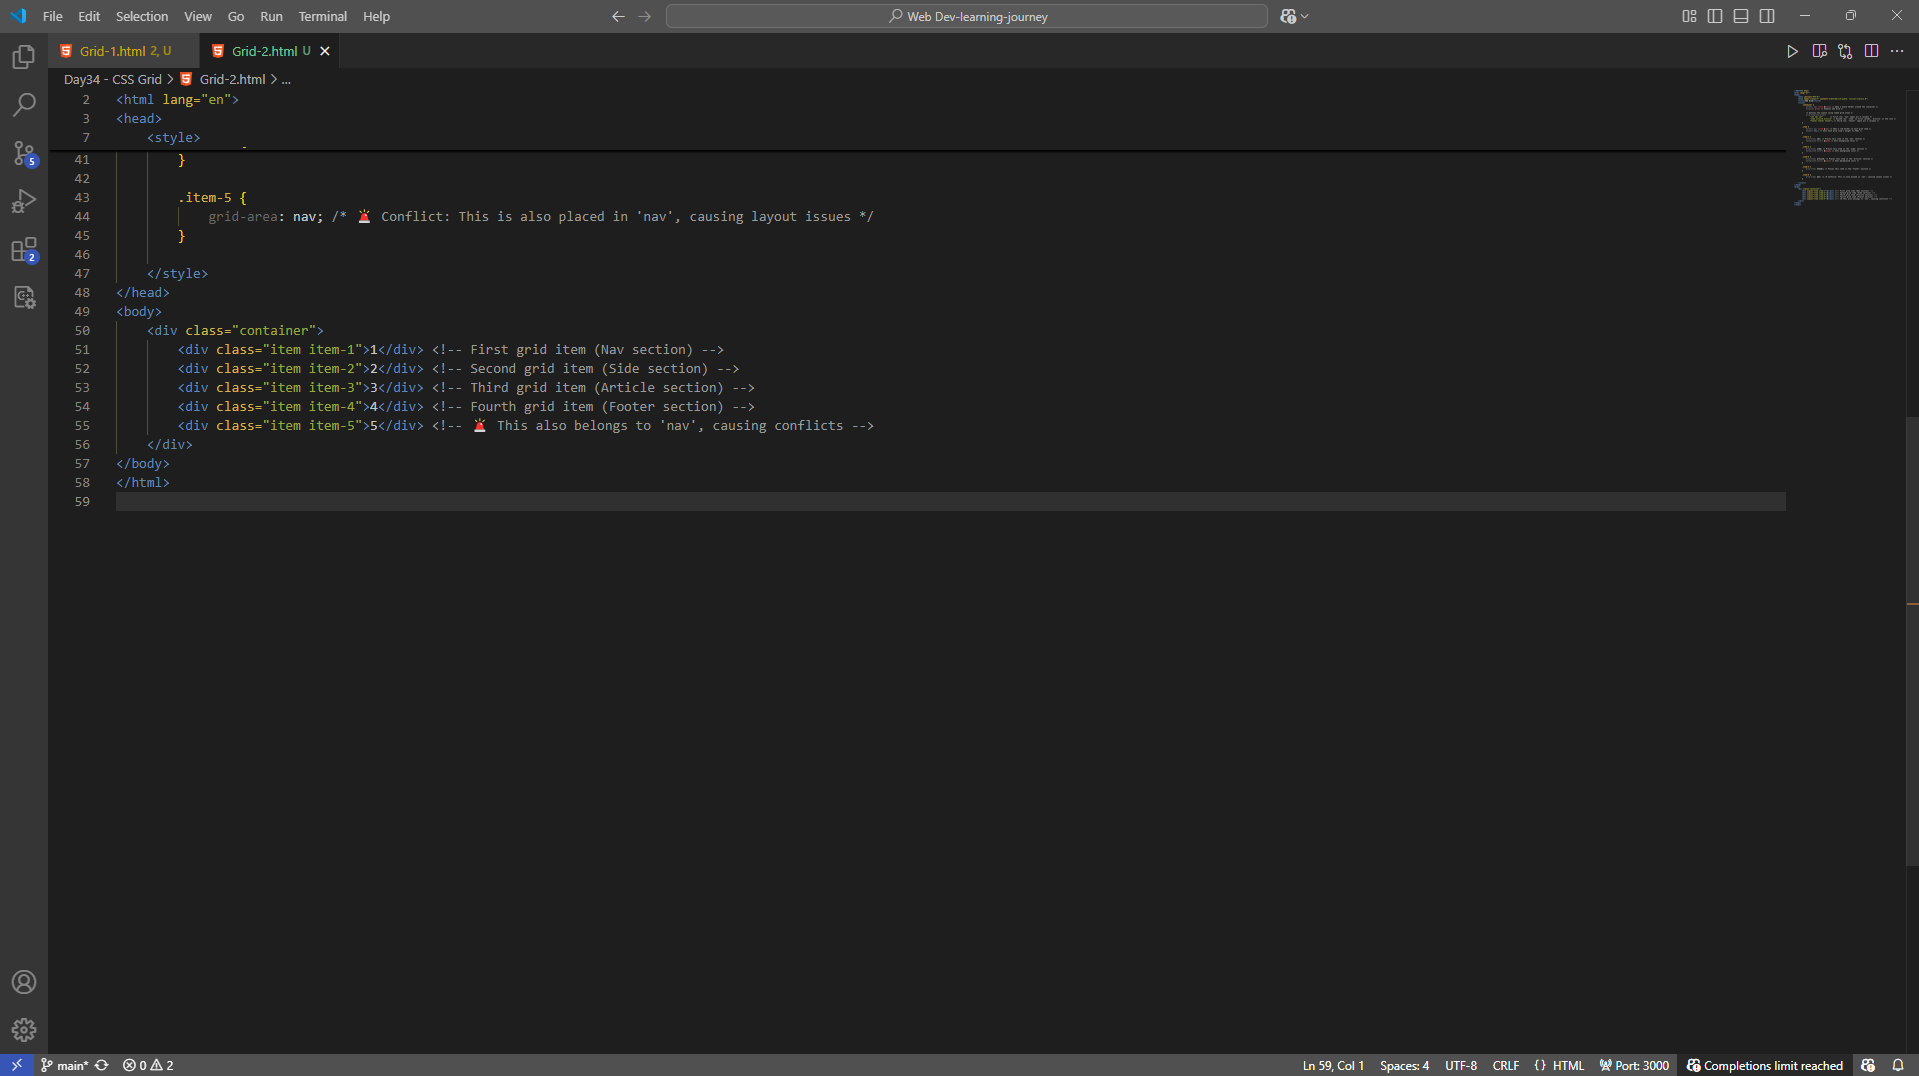 File Edit Selection View Go Run Terminal Help
Web Dev-learning-journey
Grid-1.html 2, U
Grid-2.html U
Day34 - CSS Grid > Grid-2.html > ...
2 <html lang="en">
3 <head>
7 <style>
41 }
42
43 .item-5 {
44 grid-area: nav; /* 🚨 Conflict: This is also placed in 'nav', causing layout issues */
45 }
46
47 </style>
48 </head>
49 <body>
50 <div class="container">
51 <div class="item item-1">1</div> <!-- First grid item (Nav section) -->
52 <div class="item item-2">2</div> <!-- Second grid item (Side section) -->
53 <div class="item item-3">3</div> <!-- Third grid item (Article section) -->
54 <div class="item item-4">4</div> <!-- Fourth grid item (Footer section) -->
55 <div class="item item-5">5</div> <!-- 🚨 This also belongs to 'nav', causing conflicts -->
56 </div>
57 </body>
58 </html>
59
5
2
main* 0 2
Ln 59, Col 1 Spaces: 4 UTF-8 CRLF {} HTML Port: 3000 Completions limit reached